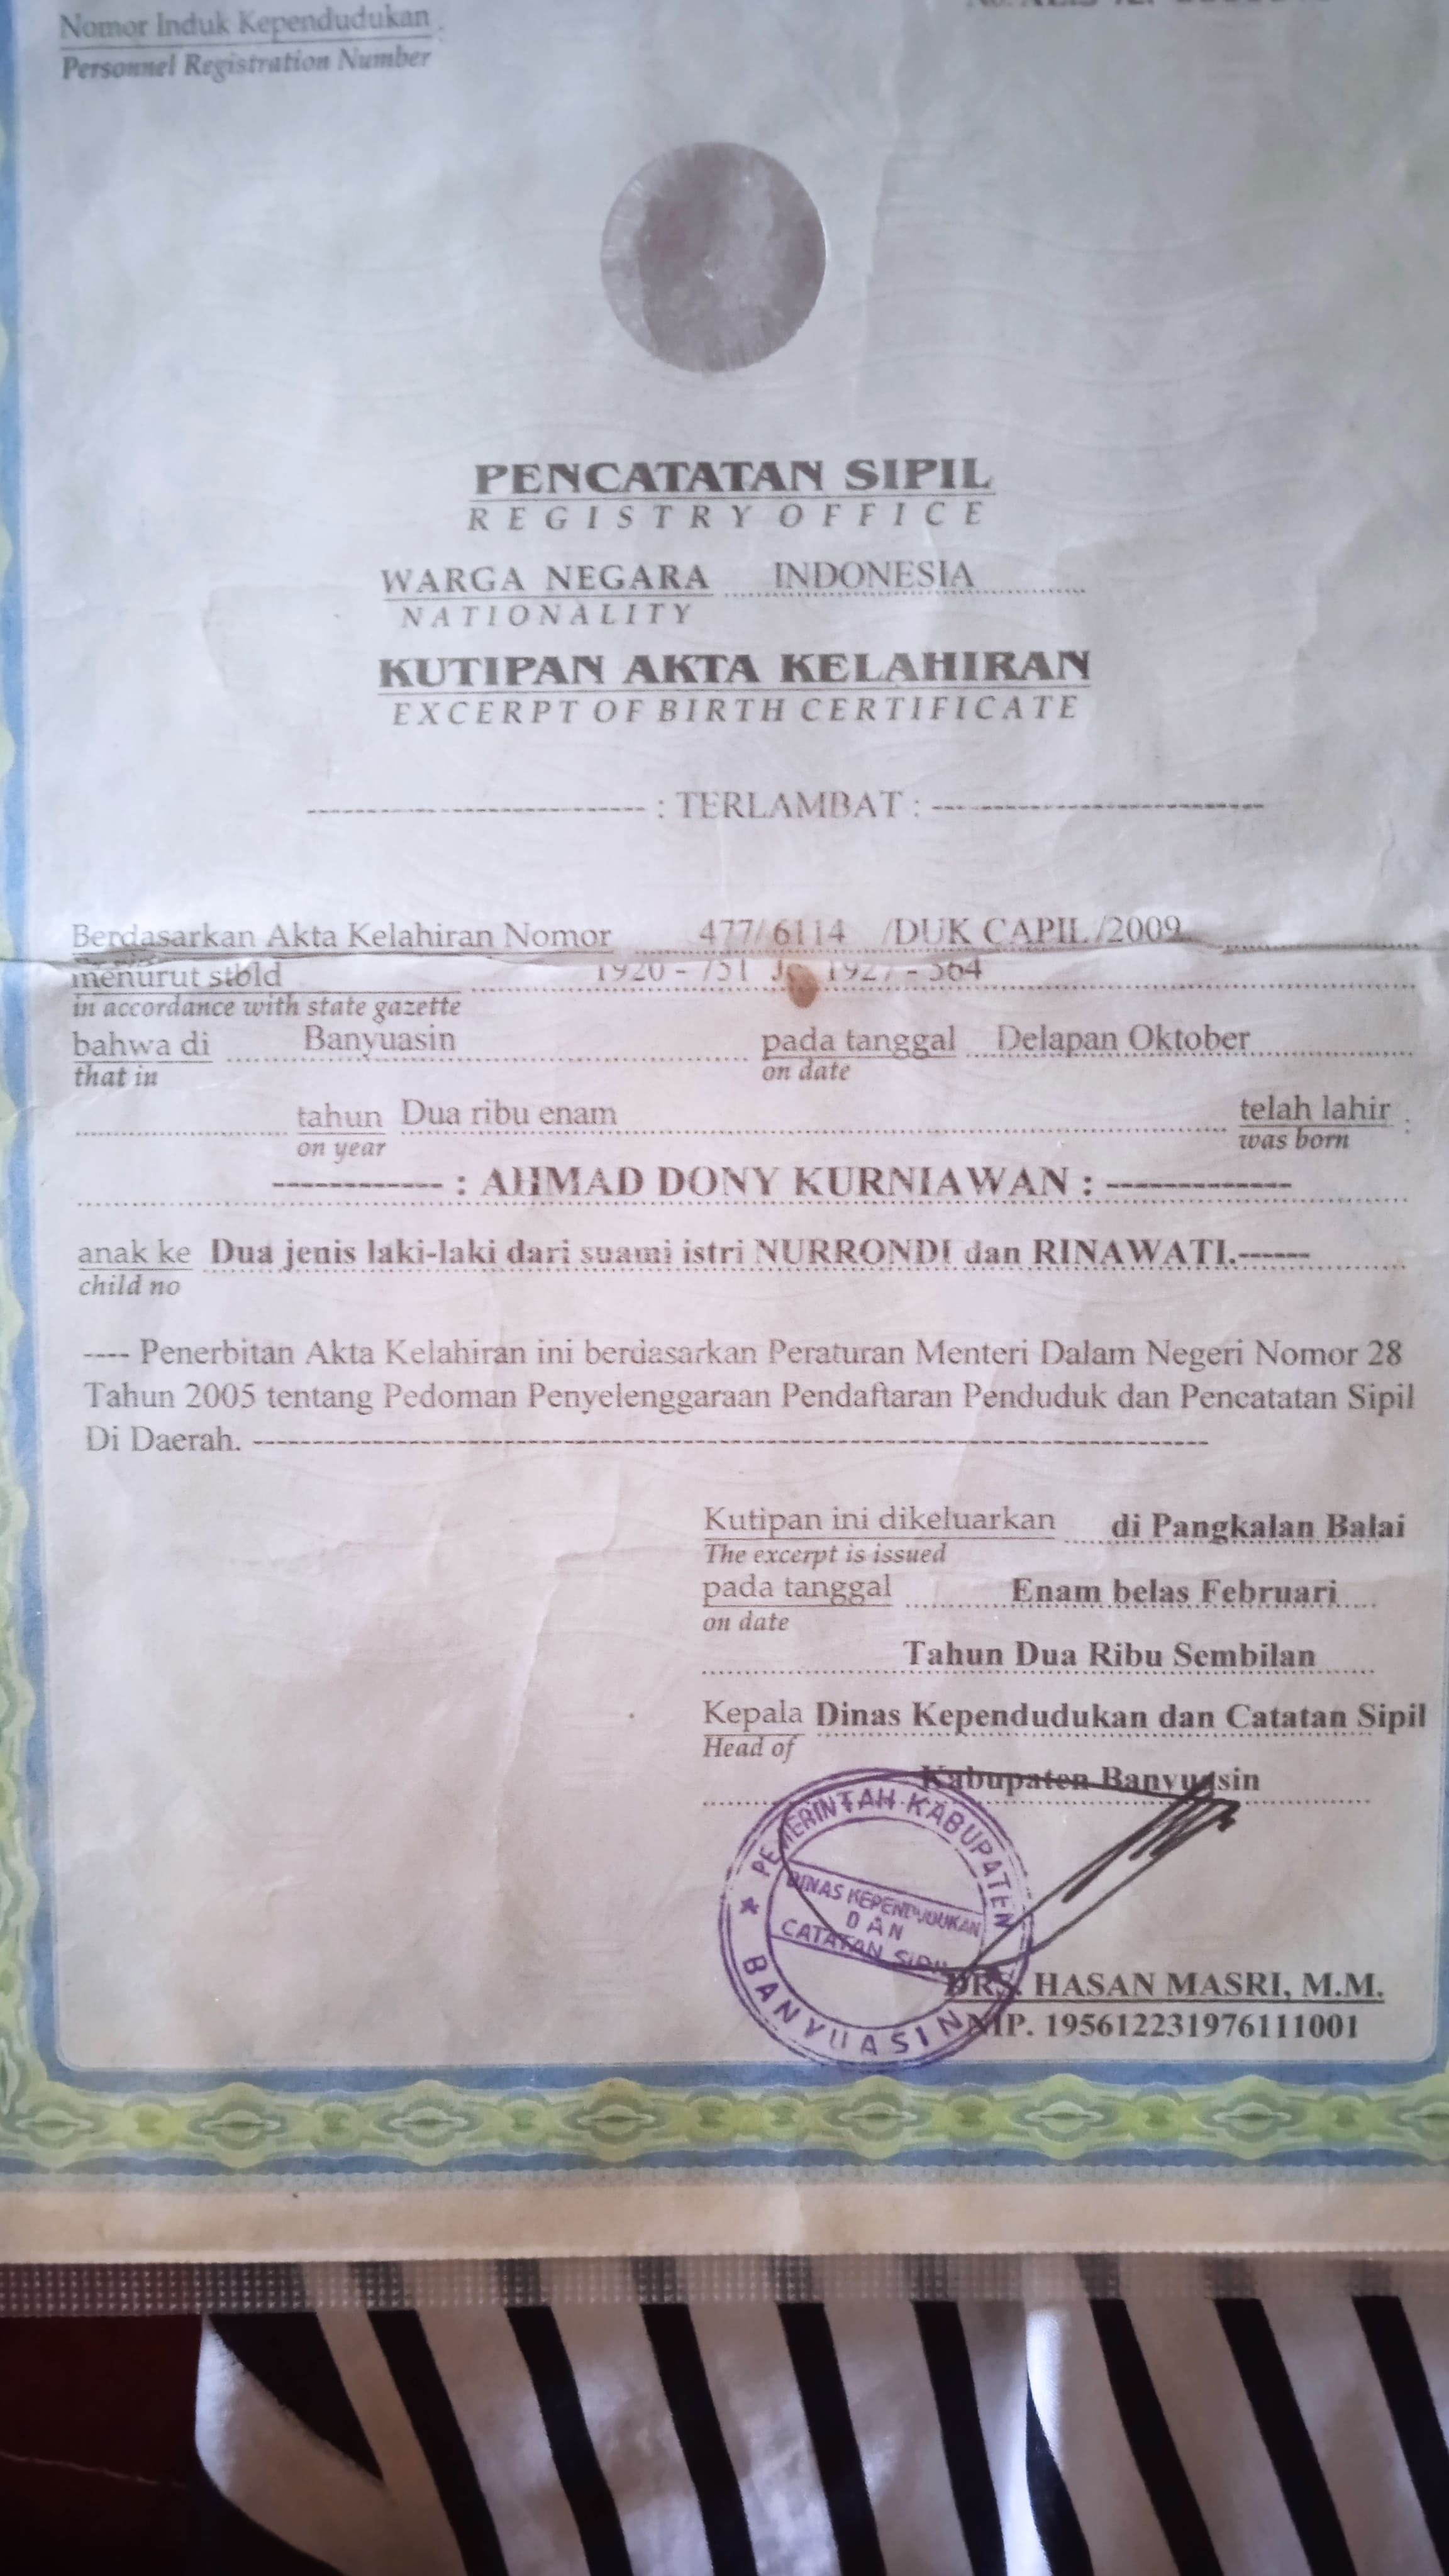 Nomor Induk Kependudukan
Personnel Registration Number
PENCATATAN SIPIL
REGISTRY OFFICE
WARGA NEGARA INDONESIA
NATIONALITY
KUTIPAN AKTA KELAHIRAN
EXCERPT OF BIRTH CERTIFICATE
: TERLAMBAT :
Berdasarkan Akta Kelahiran Nomor 477/6114 /DUK CAPIL/2009
menurut stbld 1920 - 751 Jo 1927 - 564
in accordance with state gazette
bahwa di Banyuasin pada tanggal Delapan Oktober
that in on date
tahun Dua ribu enam telah lahir :
on year was born
------------ : AHMAD DONY KURNIAWAN : -------------
anak ke Dua jenis laki-laki dari suami istri NURRONDI dan RINAWATI.------
child no
---- Penerbitan Akta Kelahiran ini berdasarkan Peraturan Menteri Dalam Negeri Nomor 28
Tahun 2005 tentang Pedoman Penyelenggaraan Pendaftaran Penduduk dan Pencatatan Sipil
Di Daerah. ----------
Kutipan ini dikeluarkan di Pangkalan Balai
The excerpt is issued
pada tanggal Enam belas Februari
on date
Tahun Dua Ribu Sembilan
Kepala Dinas Kependudukan dan Catatan Sipil
Head of
Kabupaten Banyuasin
PEMERINTAH KABUPATEN
DINAS KEPENDUDUKAN
DAN
CATATAN SIPIL
BANYUASIN
DRS. HASAN MASRI, M.M.
NIP. 195612231976111001